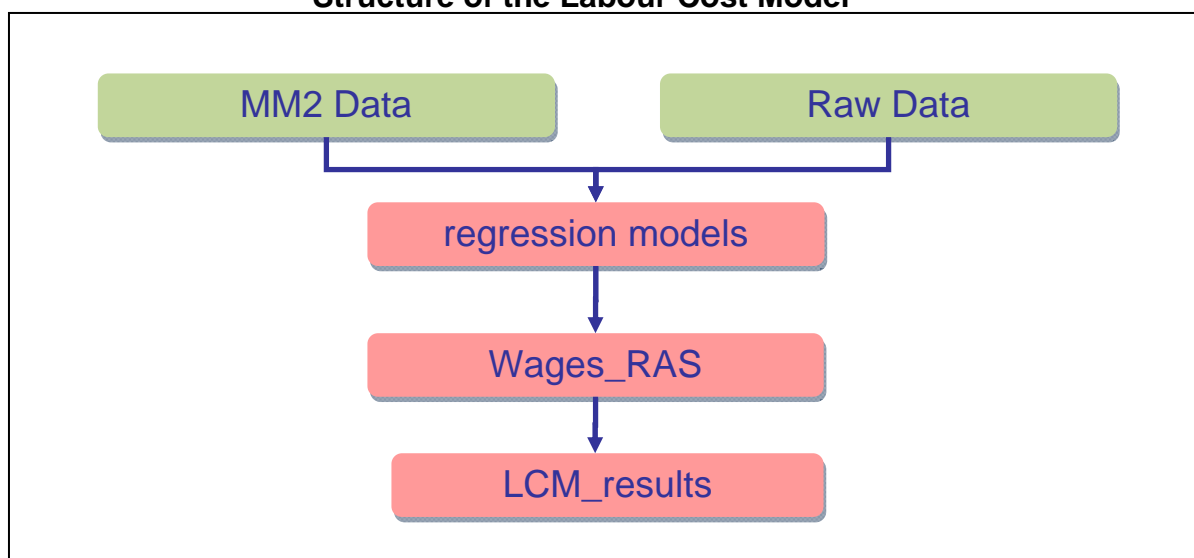 Structure of the Labour Cost Model
MM2 Data
Raw Data
regression models
Wages_RAS
LCM_results